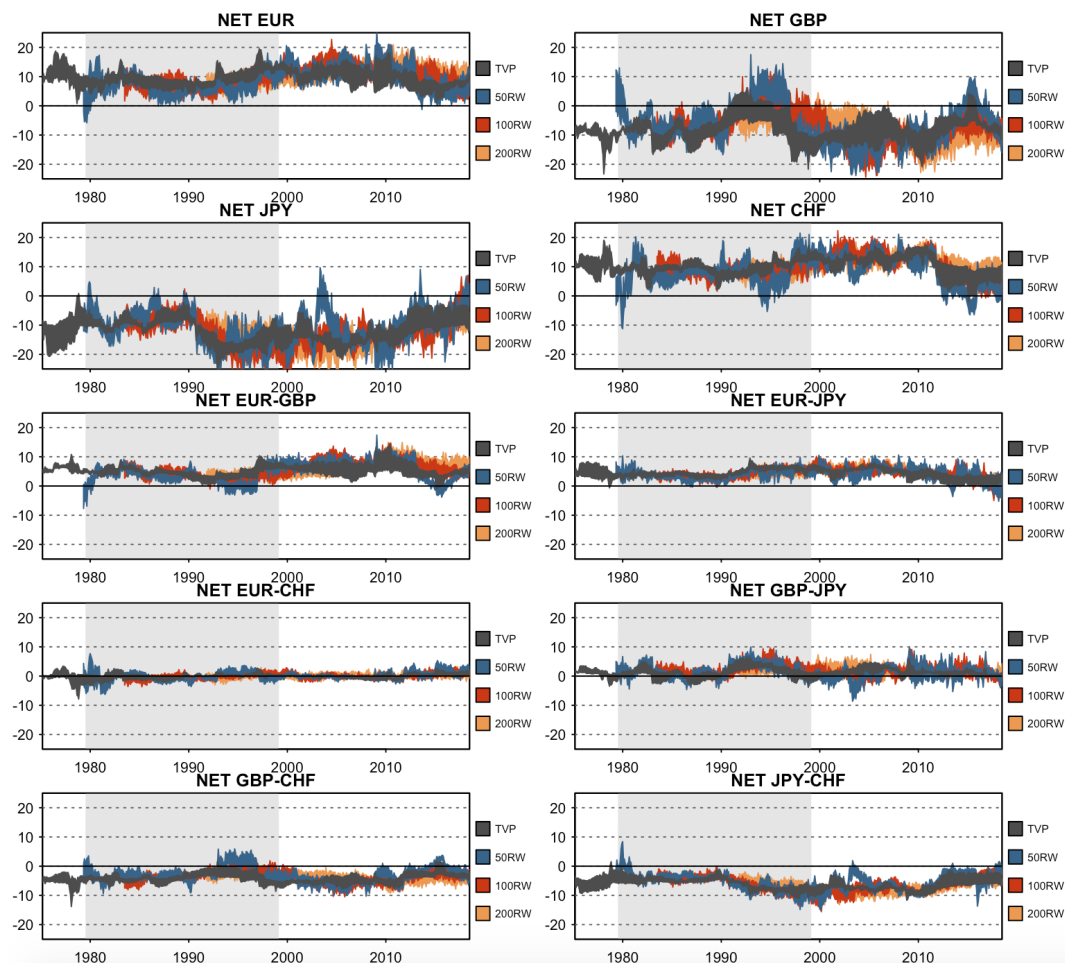 NET EUR
20
10
0
-10
-20
1980 1990 2000 2010
TVP
50RW
100RW
200RW
NET GBP
20
10
0
-10
-20
1980 1990 2000 2010
TVP
50RW
100RW
200RW
NET JPY
20
10
0
-10
-20
1980 1990 2000 2010
TVP
50RW
100RW
200RW
NET CHF
20
10
0
-10
-20
1980 1990 2000 2010
TVP
50RW
100RW
200RW
NET EUR-GBP
20
10
0
-10
-20
1980 1990 2000 2010
TVP
50RW
100RW
200RW
NET EUR-JPY
20
10
0
-10
-20
1980 1990 2000 2010
TVP
50RW
100RW
200RW
NET EUR-CHF
20
10
0
-10
-20
1980 1990 2000 2010
TVP
50RW
100RW
200RW
NET GBP-JPY
20
10
0
-10
-20
1980 1990 2000 2010
TVP
50RW
100RW
200RW
NET GBP-CHF
20
10
0
-10
-20
1980 1990 2000 2010
TVP
50RW
100RW
200RW
NET JPY-CHF
20
10
0
-10
-20
1980 1990 2000 2010
TVP
50RW
100RW
200RW